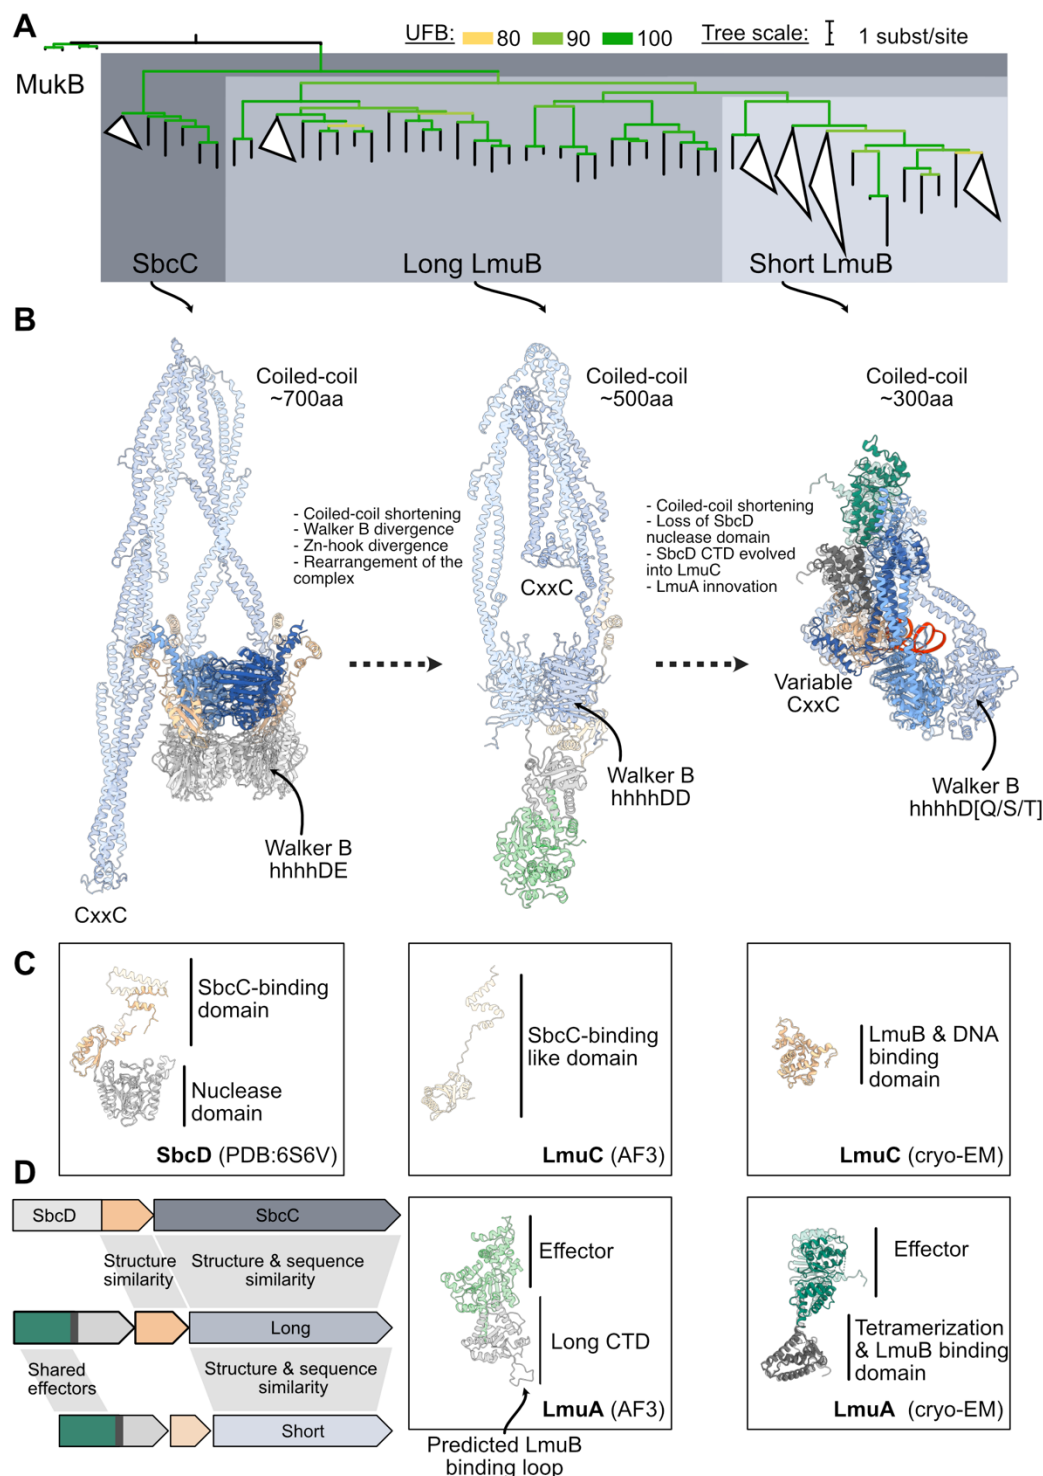 A
UFB: 80 90 100 Tree scale: 1 subst/site
MukB
SbcC
Long LmuB
Short LmuB
B
Coiled-coil
~700aa
Coiled-coil
~500aa
Coiled-coil
~300aa
- Coiled-coil shortening
- Walker B divergence
- Zn-hook divergence
- Rearrangement of the
complex
- Coiled-coil shortening
- Loss of SbcD
nuclease domain
- SbcD CTD evolved
into LmuC
- LmuA innovation
CxxC
Variable
CxxC
Walker B
hhhhDD
Walker B
hhhhD[Q/S/T]
Walker B
hhhhDE
CxxC
C
SbcC-binding
domain
Nuclease
domain
SbcD (PDB:6S6V)
SbcC-binding
like domain
LmuC (AF3)
LmuB & DNA
binding
domain
LmuC (cryo-EM)
D
SbcD
SbcC
Structure
similarity
Structure & sequence
similarity
Long
Shared
effectors
Structure & sequence
similarity
Short
Effector
Long CTD
LmuA (AF3)
Predicted LmuB
binding loop
Effector
Tetramerization
& LmuB binding
domain
LmuA (cryo-EM)